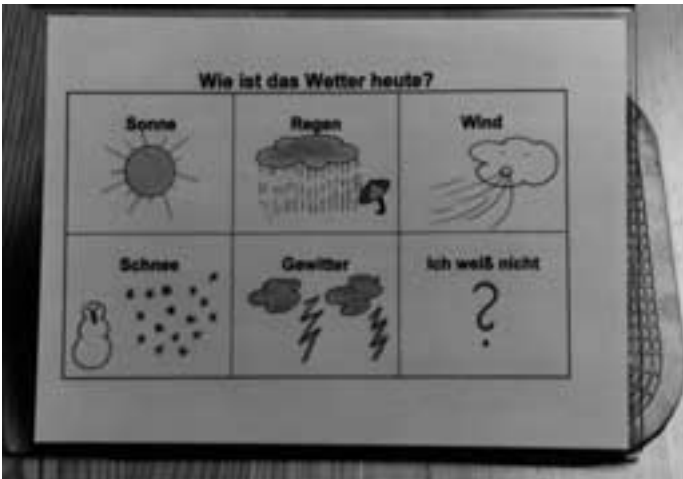 Wie ist das Wetter heute?
Sonne
Regen
Wind
Schnee
Gewitter
Ich weiß nicht
?